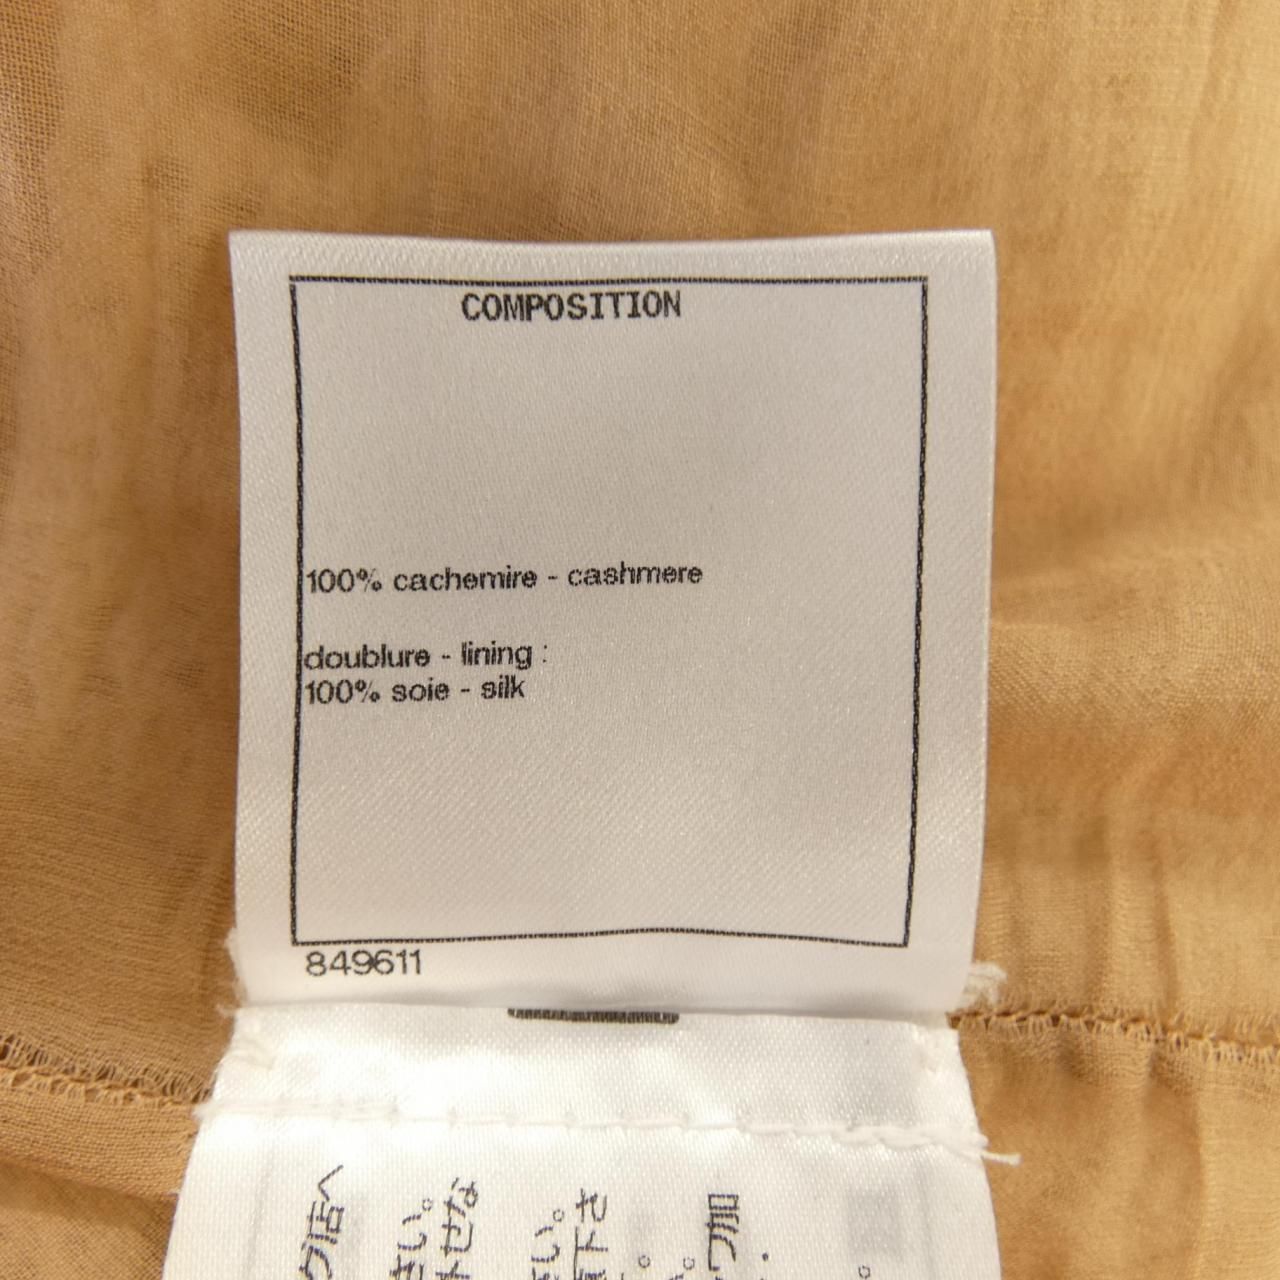 COMPOSITION
100% cachemire - cashmere
doublure - lining :
100% soie - silk
849611